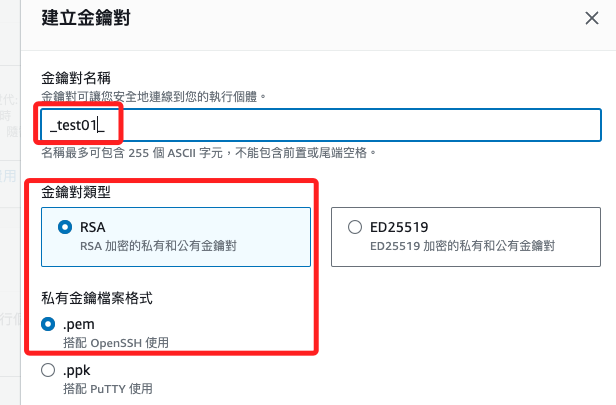 建立金鑰對
金鑰對名稱
金鑰對可讓您安全地連線到您的執行個體。
_test01_
名稱最多可包含 255 個 ASCII 字元，不能包含前置或尾端空格。
金鑰對類型
RSA
RSA 加密的私有和公有金鑰對
ED25519
ED25519 加密的私有和公有金鑰對
私有金鑰檔案格式
.pem
搭配 OpenSSH 使用
.ppk
搭配 PuTTY 使用